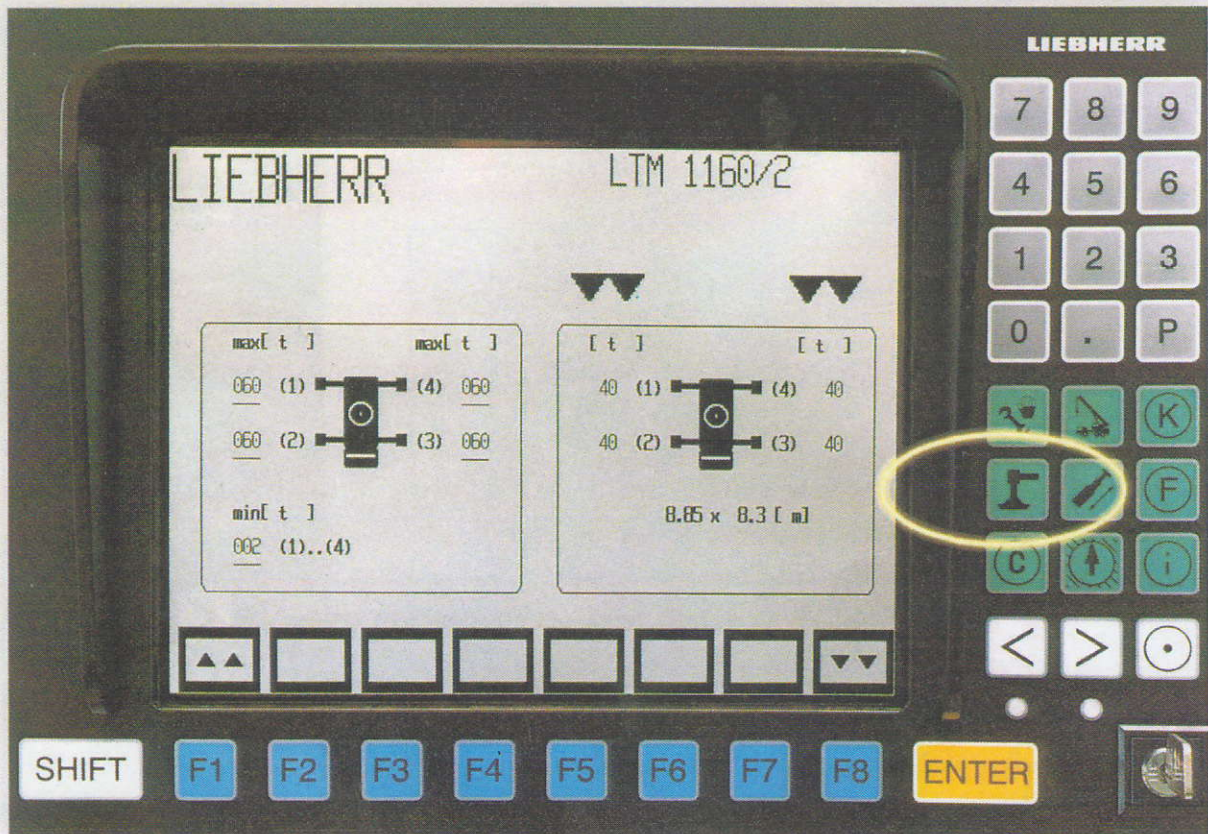 LIEBHERR
LIEBHERR LTM 1160/2
max[ t ] max[ t ]
060 (1) (4) 060
060 (2) (3) 060
min[ t ]
002 (1)..(4)
[ t ] [ t ]
40 (1) (4) 40
40 (2) (3) 40
8.85 x 8.3 [ m]
7 8 9
4 5 6
1 2 3
0 . P
K
F
C i
< >
SHIFT F1 F2 F3 F4 F5 F6 F7 F8 ENTER